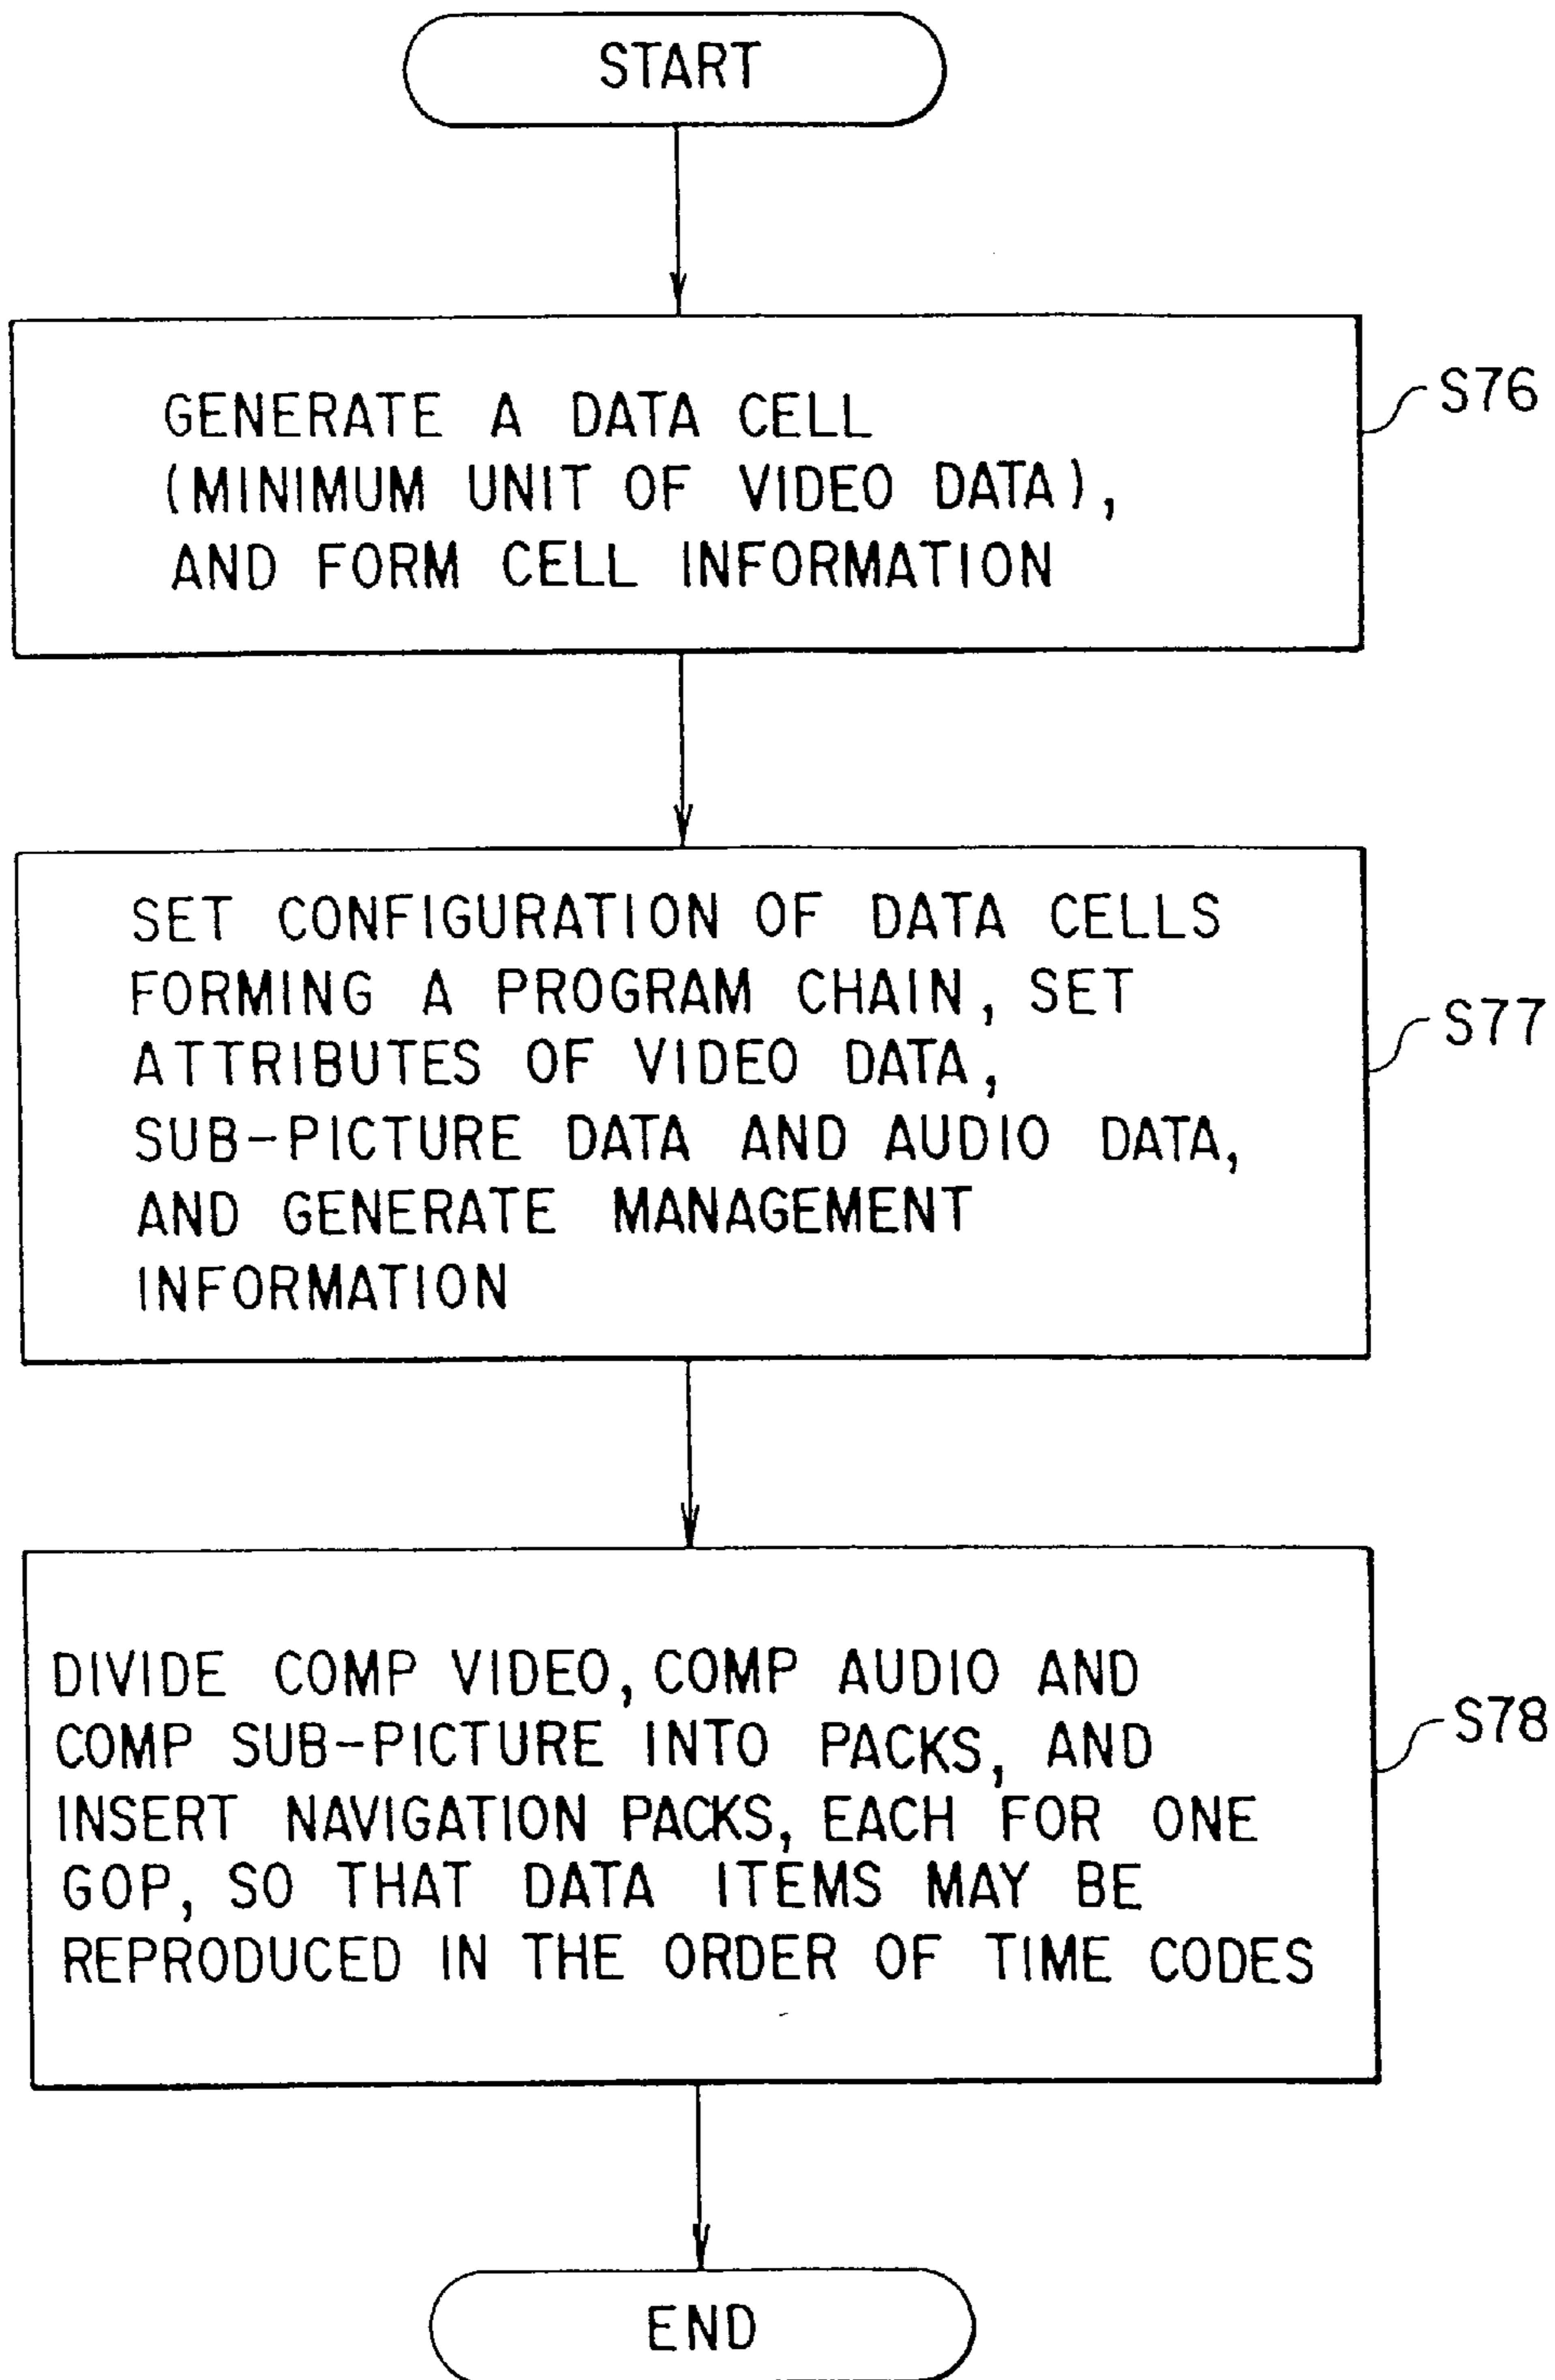 START
GENERATE A DATA CELL
(MINIMUM UNIT OF VIDEO DATA),
AND FORM CELL INFORMATION
S76
SET CONFIGURATION OF DATA CELLS
FORMING A PROGRAM CHAIN, SET
ATTRIBUTES OF VIDEO DATA,
SUB-PICTURE DATA AND AUDIO DATA,
AND GENERATE MANAGEMENT
INFORMATION
S77
DIVIDE COMP VIDEO, COMP AUDIO AND
COMP SUB-PICTURE INTO PACKS, AND
INSERT NAVIGATION PACKS, EACH FOR ONE
GOP, SO THAT DATA ITEMS MAY BE
REPRODUCED IN THE ORDER OF TIME CODES
S78
END